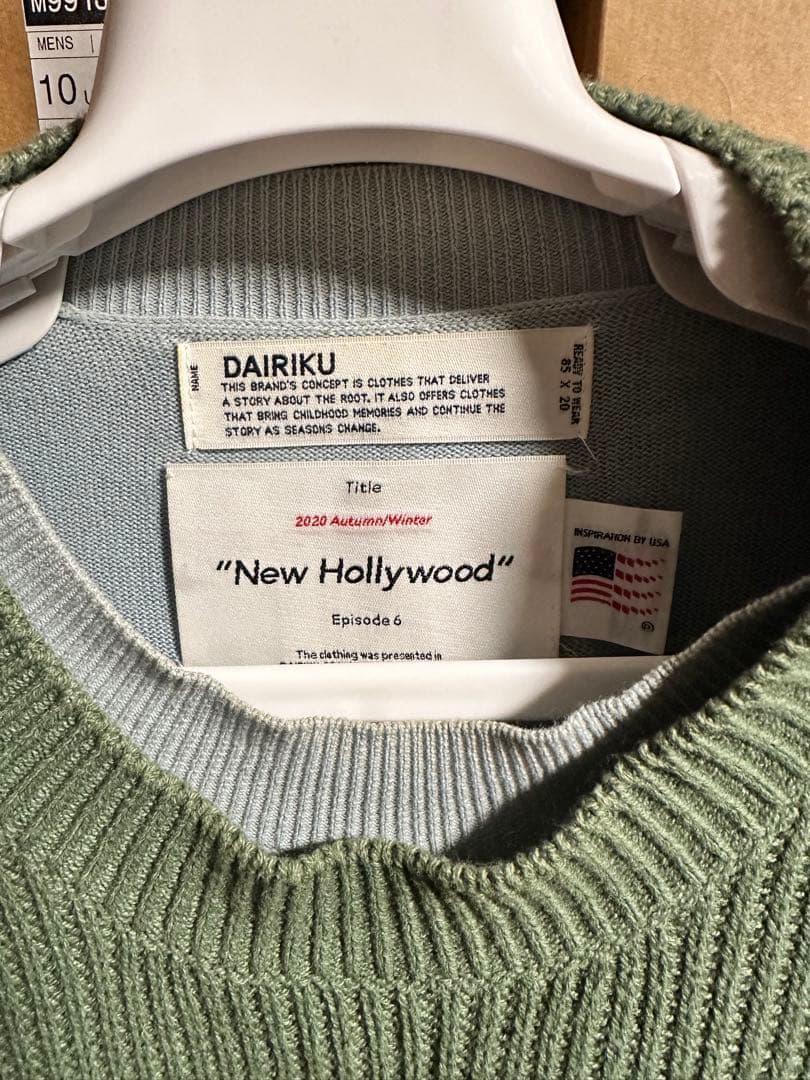 MENS |
10
NAME
DAIRIKU
THIS BRAND'S CONCEPT IS CLOTHES THAT DELIVER
A STORY ABOUT THE ROOT. IT ALSO OFFERS CLOTHES
THAT BRING CHILDHOOD MEMORIES AND CONTINUE THE
STORY AS SEASONS CHANGE.
READY TO WEAR
85 X 20
Title
2020 Autumn/Winter
"New Hollywood"
Episode 6
The clothing was presented in
INSPIRATION BY USA